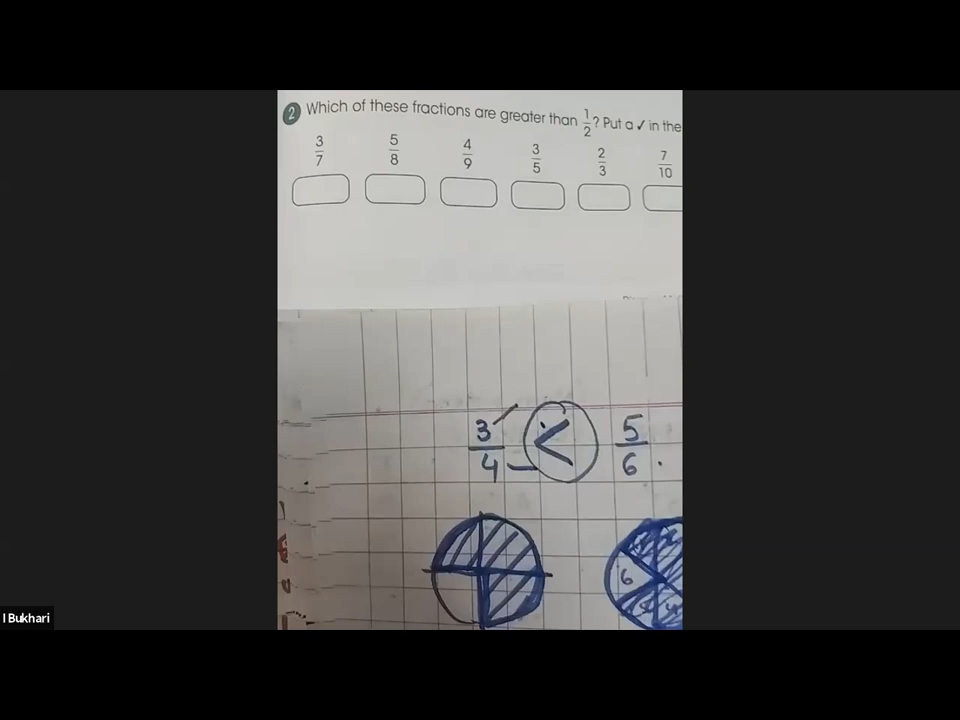 2 Which of these fractions are greater than 1/2? Put a ✓ in the
3/7 5/8 4/9 3/5 2/3 7/10
3/4 < 5/6.
6
I Bukhari